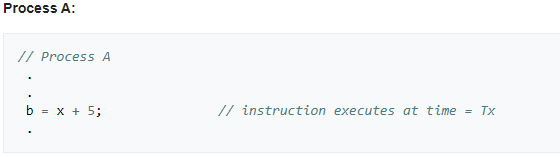 Process A:
// Process A
.
.
b = x + 5; // instruction executes at time = Tx
.